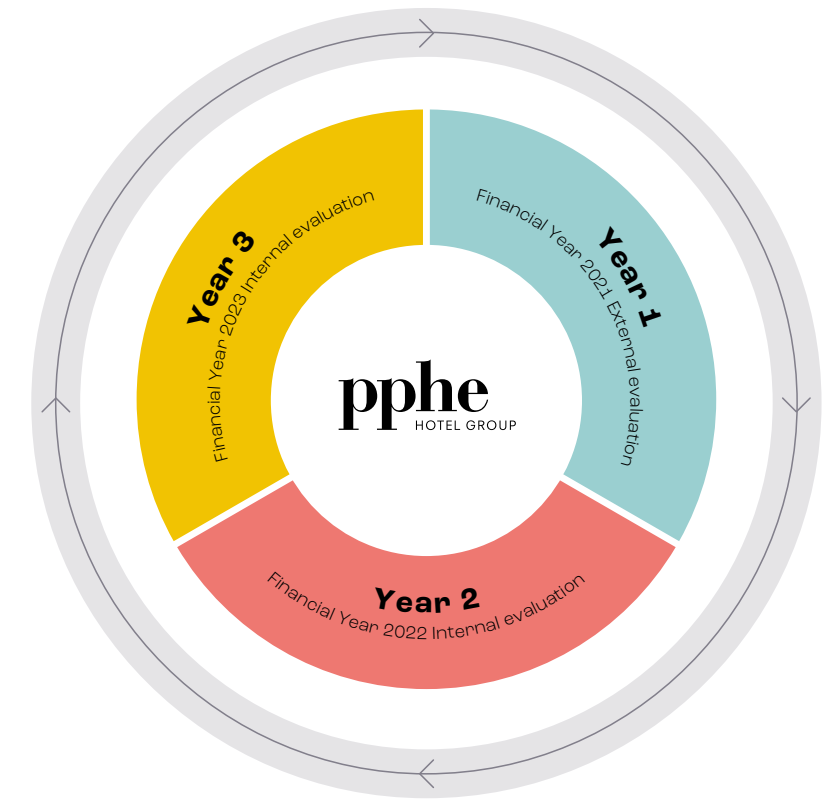 Year 1
Financial Year 2021 External evaluation
Year 2
Financial Year 2022 Internal evaluation
Year 3
Financial Year 2023 Internal evaluation
pphe
HOTEL GROUP